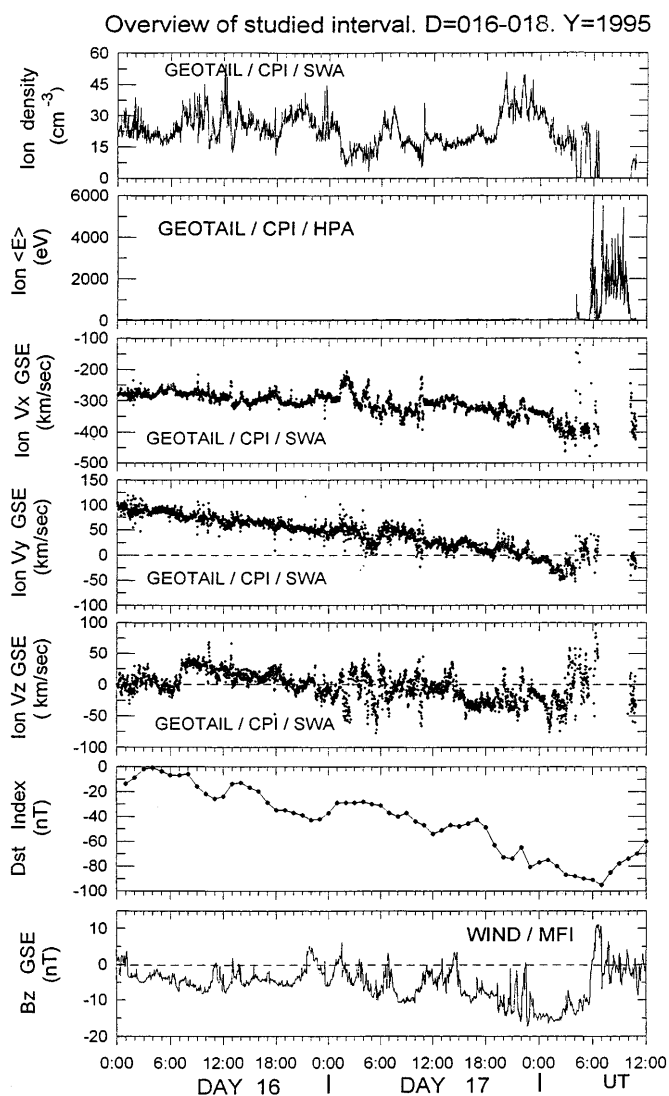 Overview of studied interval. D=016-018. Y=1995
GEOTAIL / CPI / SWA
Ion density
(cm-3)
60
45
30
15
0
GEOTAIL / CPI / HPA
Ion <E>
(eV)
6000
4000
2000
0
Ion Vx GSE
(km/sec)
-100
-200
-300
-400
-500
GEOTAIL / CPI / SWA
Ion Vy GSE
(km/sec)
150
100
50
0
-50
-100
GEOTAIL / CPI / SWA
Ion Vz GSE
( km/sec)
100
50
0
-50
-100
GEOTAIL / CPI / SWA
Dst Index
(nT)
0
-20
-40
-60
-80
-100
WIND / MFI
Bz GSE
(nT)
10
0
-10
-20
0:00 6:00 12:00 18:00 0:00 6:00 12:00 18:00 0:00 6:00 12:00
DAY 16 | DAY 17 | UT